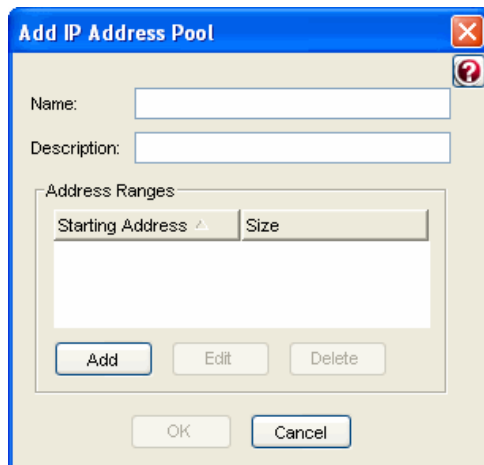 Add IP Address Pool
Name:
Description:
Address Ranges
Starting Address Size
Add Edit Delete
OK Cancel